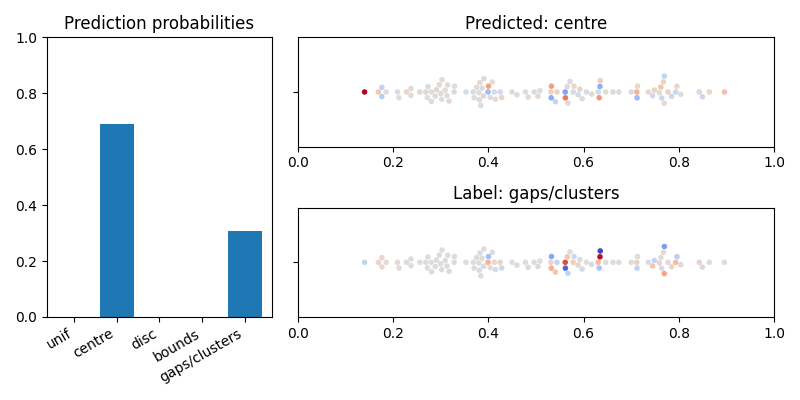 Prediction probabilities
1.0
0.8
0.6
0.4
0.2
0.0
unif
centre
disc
bounds
gaps/clusters
Predicted: centre
0.0 0.2 0.4 0.6 0.8 1.0
Label: gaps/clusters
0.0 0.2 0.4 0.6 0.8 1.0